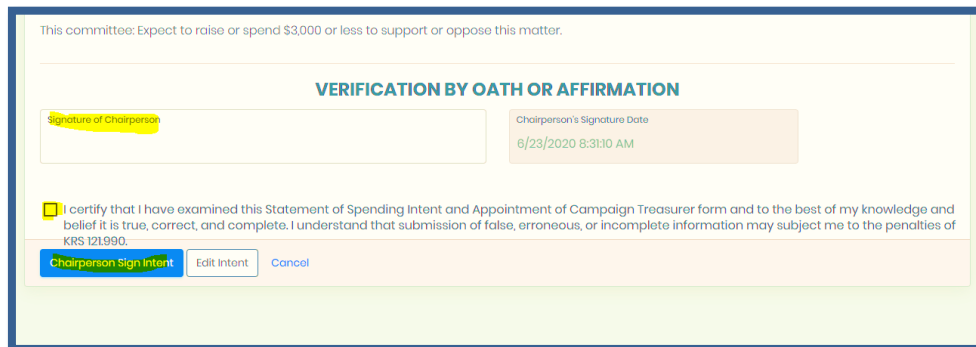 This committee: Expect to raise or spend $3,000 or less to support or oppose this matter.
VERIFICATION BY OATH OR AFFIRMATION
Signature of Chairperson
Chairperson's Signature Date
6/23/2020 8:31:10 AM
I certify that I have examined this Statement of Spending Intent and Appointment of Campaign Treasurer form and to the best of my knowledge and
belief it is true, correct, and complete. I understand that submission of false, erroneous, or incomplete information may subject me to the penalties of
KRS 121.990.
Chairperson Sign Intent
Edit Intent
Cancel